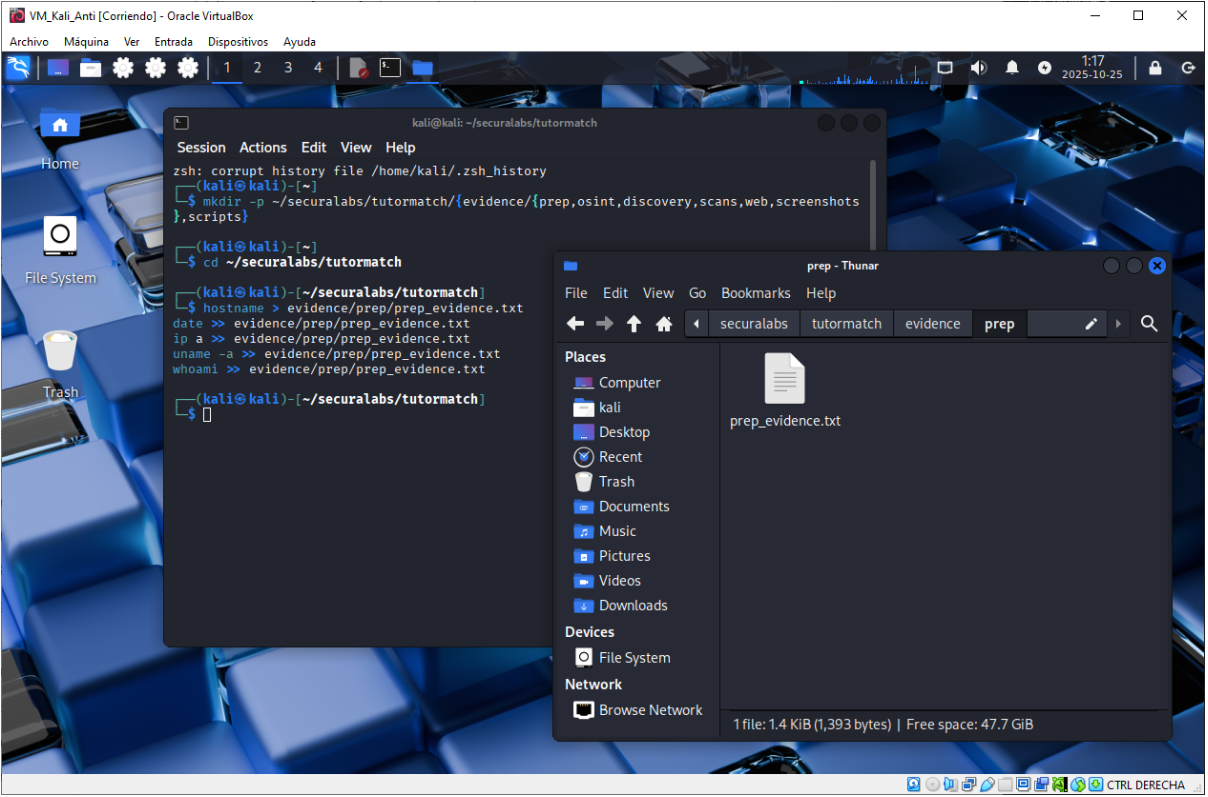 VM_Kali_Anti [Corriendo] - Oracle VirtualBox
Archivo Máquina Ver Entrada Dispositivos Ayuda
1 2 3 4
1:17
2025-10-25
Home
File System
Trash
kali@kali: ~/securalabs/tutormatch
Session Actions Edit View Help
zsh: corrupt history file /home/kali/.zsh_history
┌──(kali㉿kali)-[~]
└─$ mkdir -p ~/securalabs/tutormatch/{evidence/{prep,osint,discovery,scans,web,screenshots
},scripts}
┌──(kali㉿kali)-[~]
└─$ cd ~/securalabs/tutormatch
┌──(kali㉿kali)-[~/securalabs/tutormatch]
└─$ hostname > evidence/prep/prep_evidence.txt
date >> evidence/prep/prep_evidence.txt
ip a >> evidence/prep/prep_evidence.txt
uname -a >> evidence/prep/prep_evidence.txt
whoami >> evidence/prep/prep_evidence.txt
┌──(kali㉿kali)-[~/securalabs/tutormatch]
└─$
prep - Thunar
File Edit View Go Bookmarks Help
securalabs tutormatch evidence prep
Places
Computer
kali
Desktop
Recent
Trash
Documents
Music
Pictures
Videos
Downloads
Devices
File System
Network
Browse Network
prep_evidence.txt
1 file: 1.4 KiB (1,393 bytes) | Free space: 47.7 GiB
CTRL DERECHA